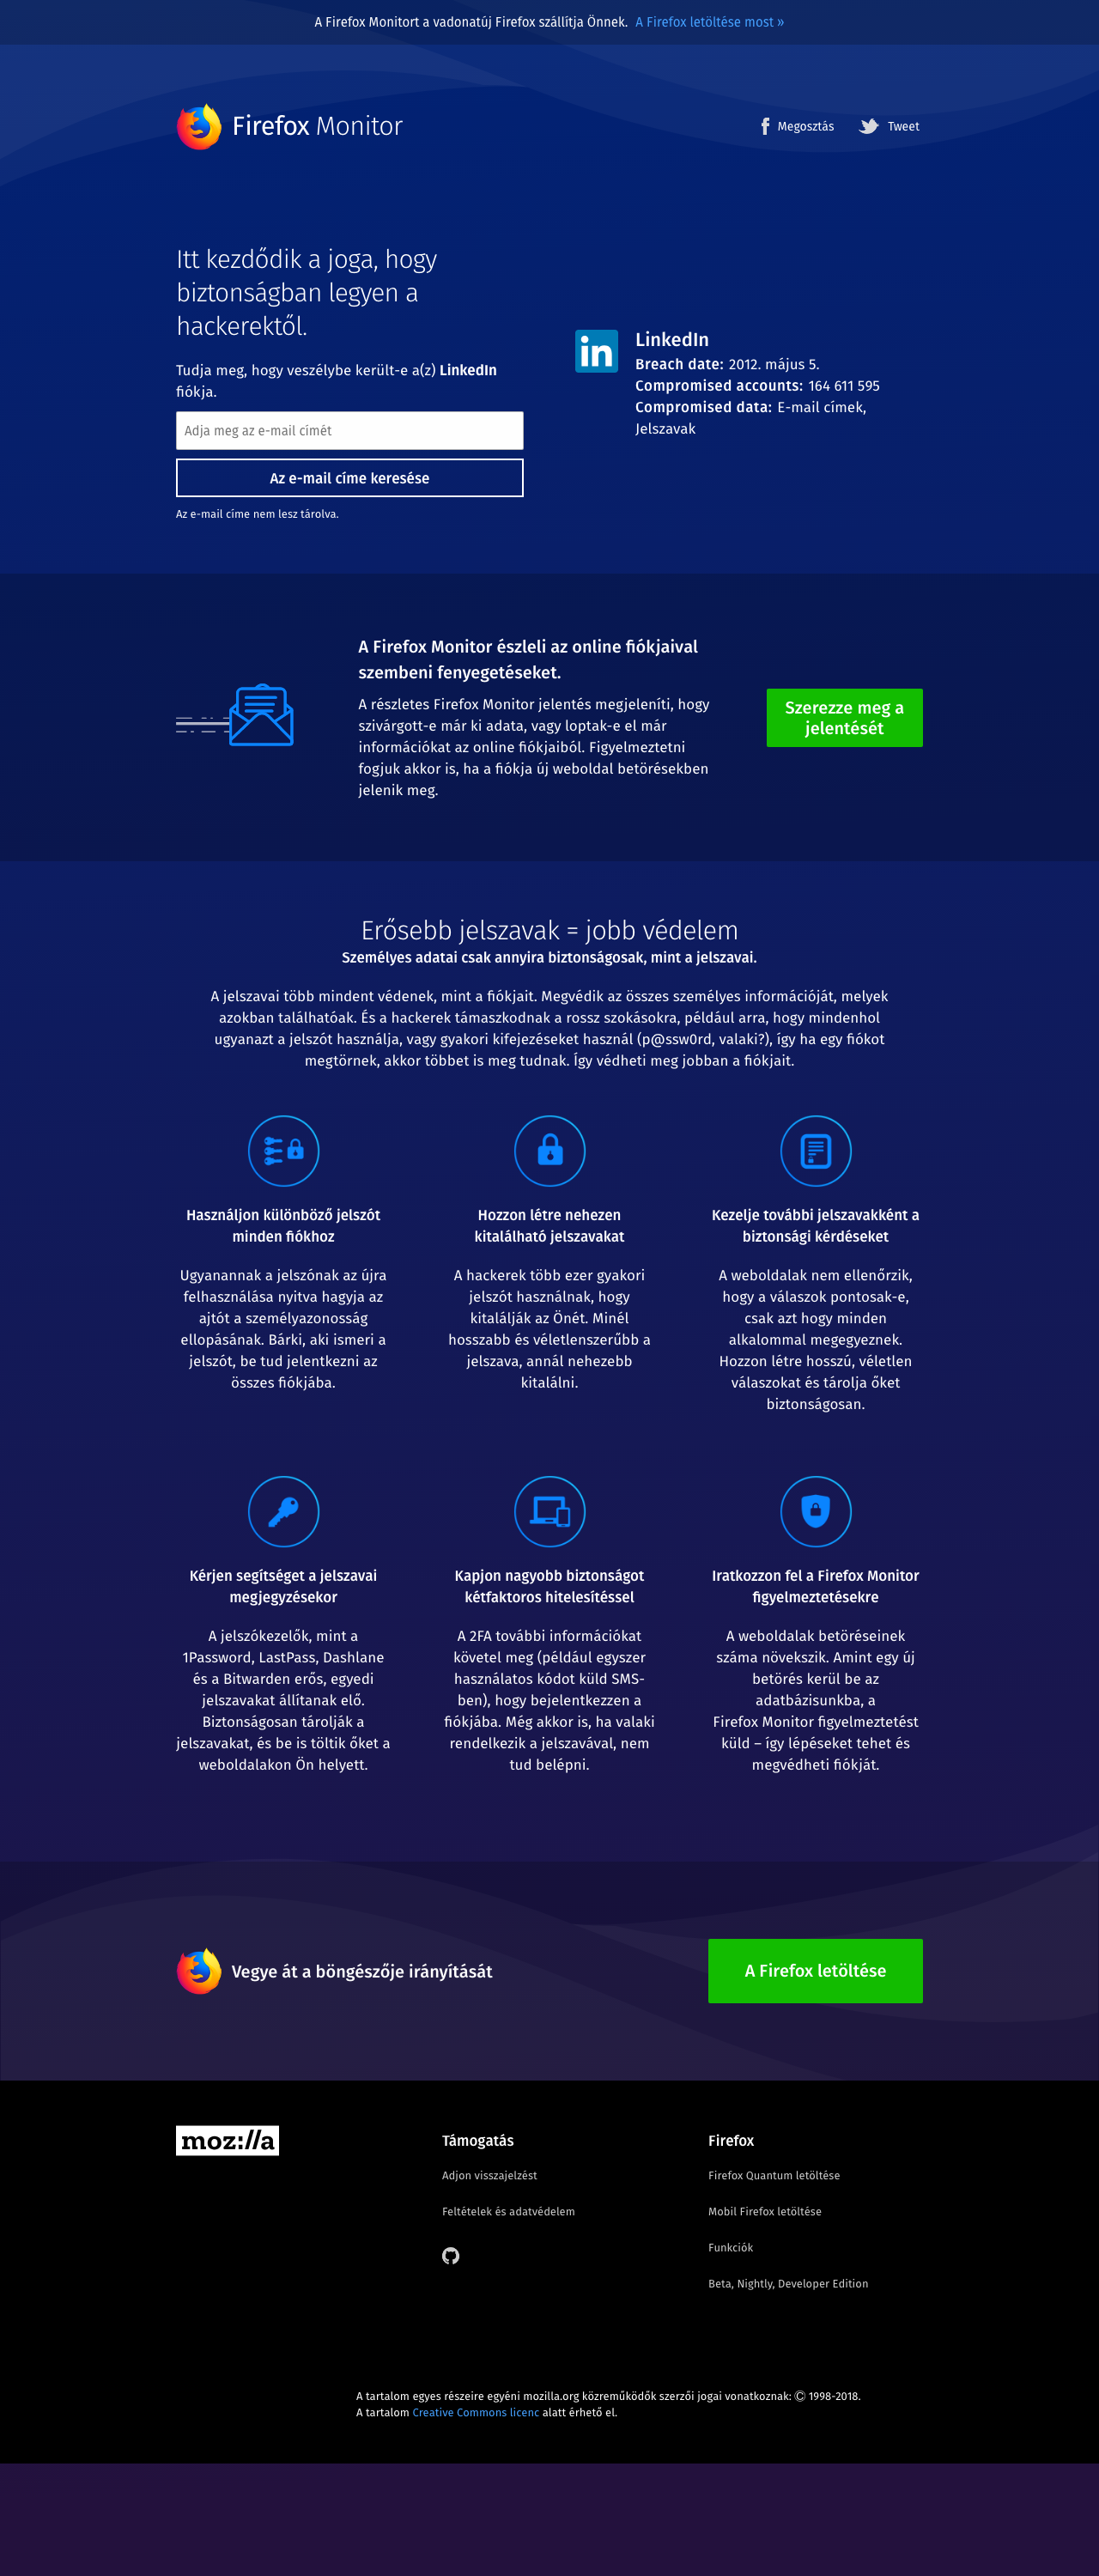 A Firefox Monitort a vadonatúj Firefox szállítja Önnek. A Firefox letöltése most »
Firefox Monitor
Megosztás
Tweet
Itt kezdődik a joga, hogy
biztonságban legyen a
hackerektől.
Tudja meg, hogy veszélybe került-e a(z) LinkedIn
fiókja.
Adja meg az e-mail címét
Az e-mail címe keresése
Az e-mail címe nem lesz tárolva.
in
LinkedIn
Breach date: 2012. május 5.
Compromised accounts: 164 611 595
Compromised data: E-mail címek,
Jelszavak
A Firefox Monitor észleli az online fiókjaival
szembeni fenyegetéseket.
A részletes Firefox Monitor jelentés megjeleníti, hogy
szivárgott-e már ki adata, vagy loptak-e el már
információkat az online fiókjaiból. Figyelmeztetni
fogjuk akkor is, ha a fiókja új weboldal betörésekben
jelenik meg.
Szerezze meg a
jelentését
Erősebb jelszavak = jobb védelem
Személyes adatai csak annyira biztonságosak, mint a jelszavai.
A jelszavai több mindent védenek, mint a fiókjait. Megvédik az összes személyes információját, melyek
azokban találhatóak. És a hackerek támaszkodnak a rossz szokásokra, például arra, hogy mindenhol
ugyanazt a jelszót használja, vagy gyakori kifejezéseket használ (p@ssw0rd, valaki?), így ha egy fiókot
megtörnek, akkor többet is meg tudnak. Így védheti meg jobban a fiókjait.
Használjon különböző jelszót
minden fiókhoz
Ugyanannak a jelszónak az újra
felhasználása nyitva hagyja az
ajtót a személyazonosság
ellopásának. Bárki, aki ismeri a
jelszót, be tud jelentkezni az
összes fiókjába.
Hozzon létre nehezen
kitalálható jelszavakat
A hackerek több ezer gyakori
jelszót használnak, hogy
kitalálják az Önét. Minél
hosszabb és véletlenszerűbb a
jelszava, annál nehezebb
kitalálni.
Kezelje további jelszavakként a
biztonsági kérdéseket
A weboldalak nem ellenőrzik,
hogy a válaszok pontosak-e,
csak azt hogy minden
alkalommal megegyeznek.
Hozzon létre hosszú, véletlen
válaszokat és tárolja őket
biztonságosan.
Kérjen segítséget a jelszavai
megjegyzésekor
A jelszókezelők, mint a
1Password, LastPass, Dashlane
és a Bitwarden erős, egyedi
jelszavakat állítanak elő.
Biztonságosan tárolják a
jelszavakat, és be is töltik őket a
weboldalakon Ön helyett.
Kapjon nagyobb biztonságot
kétfaktoros hitelesítéssel
A 2FA további információkat
követel meg (például egyszer
használatos kódot küld SMS-
ben), hogy bejelentkezzen a
fiókjába. Még akkor is, ha valaki
rendelkezik a jelszavával, nem
tud belépni.
Iratkozzon fel a Firefox Monitor
figyelmeztetésekre
A weboldalak betöréseinek
száma növekszik. Amint egy új
betörés kerül be az
adatbázisunkba, a
Firefox Monitor figyelmeztetést
küld – így lépéseket tehet és
megvédheti fiókját.
Vegye át a böngészője irányítását
A Firefox letöltése
moz://a
Támogatás
Adjon visszajelzést
Feltételek és adatvédelem
Firefox
Firefox Quantum letöltése
Mobil Firefox letöltése
Funkciók
Beta, Nightly, Developer Edition
A tartalom egyes részeire egyéni mozilla.org közreműködők szerzői jogai vonatkoznak: © 1998-2018.
A tartalom Creative Commons licenc alatt érhető el.